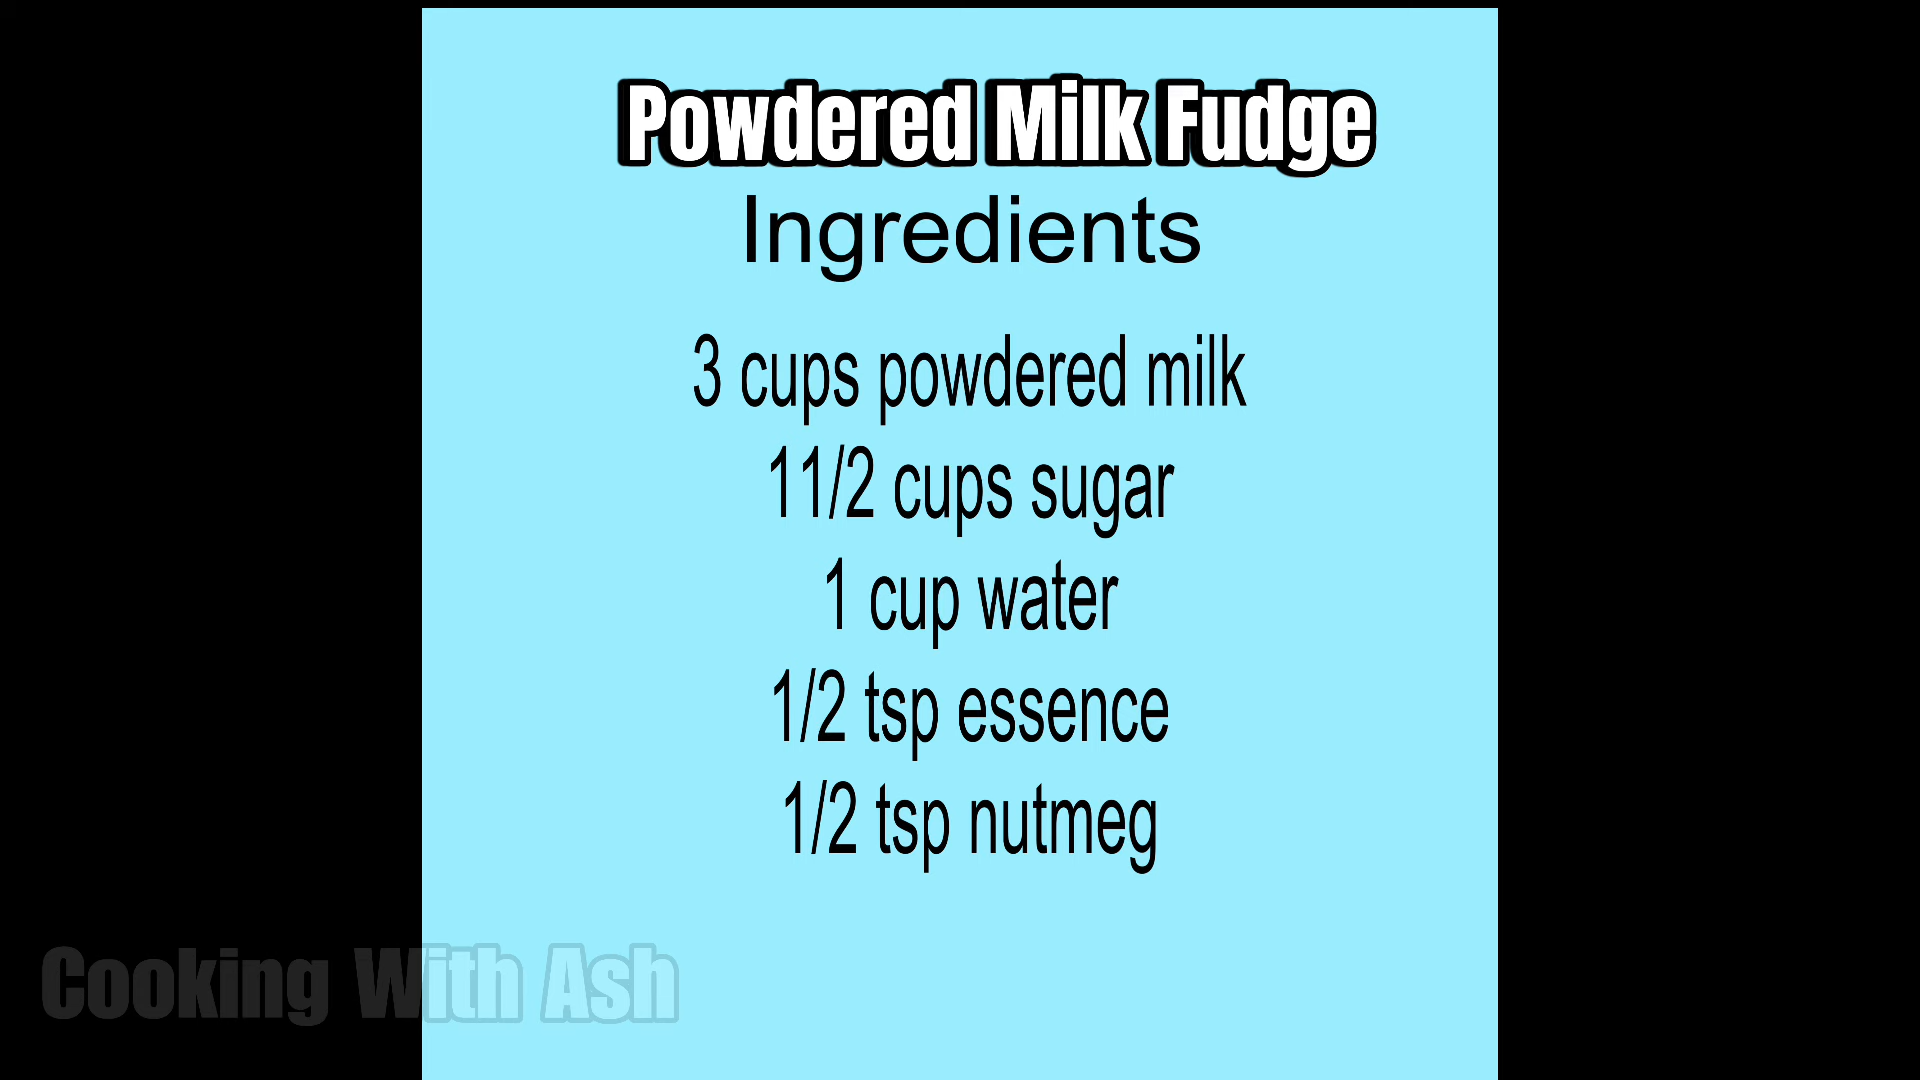 Powdered Milk Fudge
Ingredients
3 cups powdered milk
11/2 cups sugar
1 cup water
1/2 tsp essence
1/2 tsp nutmeg
Cooking With Ash